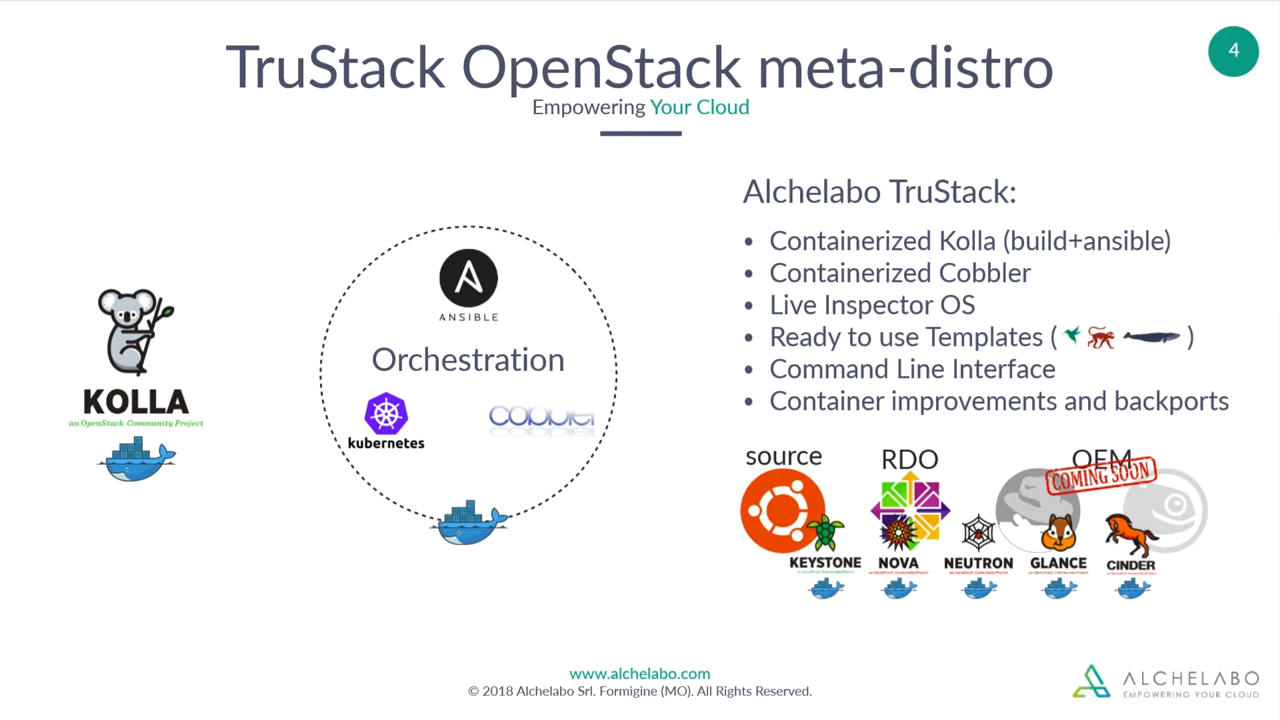 TruStack OpenStack meta-distro
4
Empowering Your Cloud
Alchelabo TruStack:
• Containerized Kolla (build+ansible)
• Containerized Cobbler
• Live Inspector OS
• Ready to use Templates ( )
• Command Line Interface
• Container improvements and backports
ANSIBLE
Orchestration
kubernetes
cobbler
KOLLA
an OpenStack Community Project
source
RDO
OEM
COMING SOON
KEYSTONE
NOVA
NEUTRON
GLANCE
CINDER
www.alchelabo.com
© 2018 Alchelabo Srl. Formigine (MO). All Rights Reserved.
ALCHELABO
EMPOWERING YOUR CLOUD